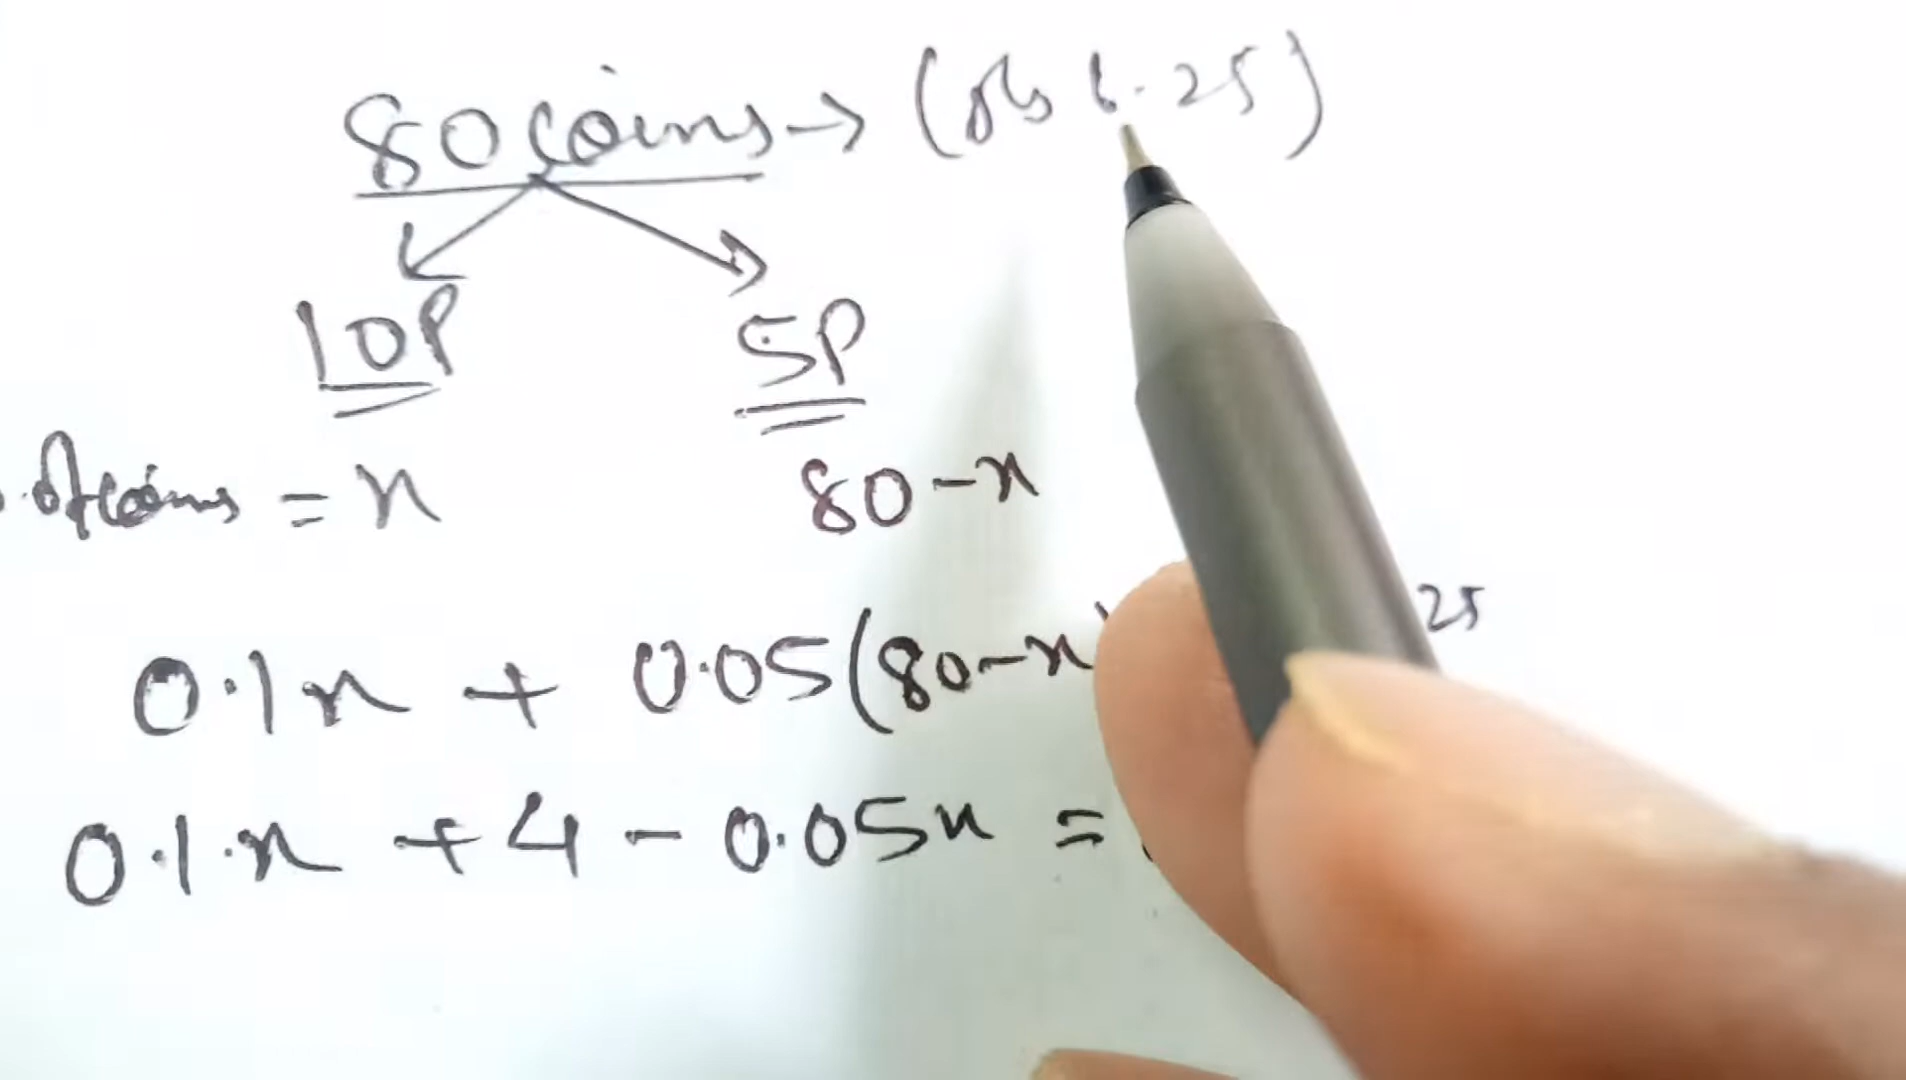 80 coins → (Rs 6.25)
10P 5P
. of coins = x 80-x
0.1x + 0.05(80-x) 25
0.1.x + 4 - 0.05x =